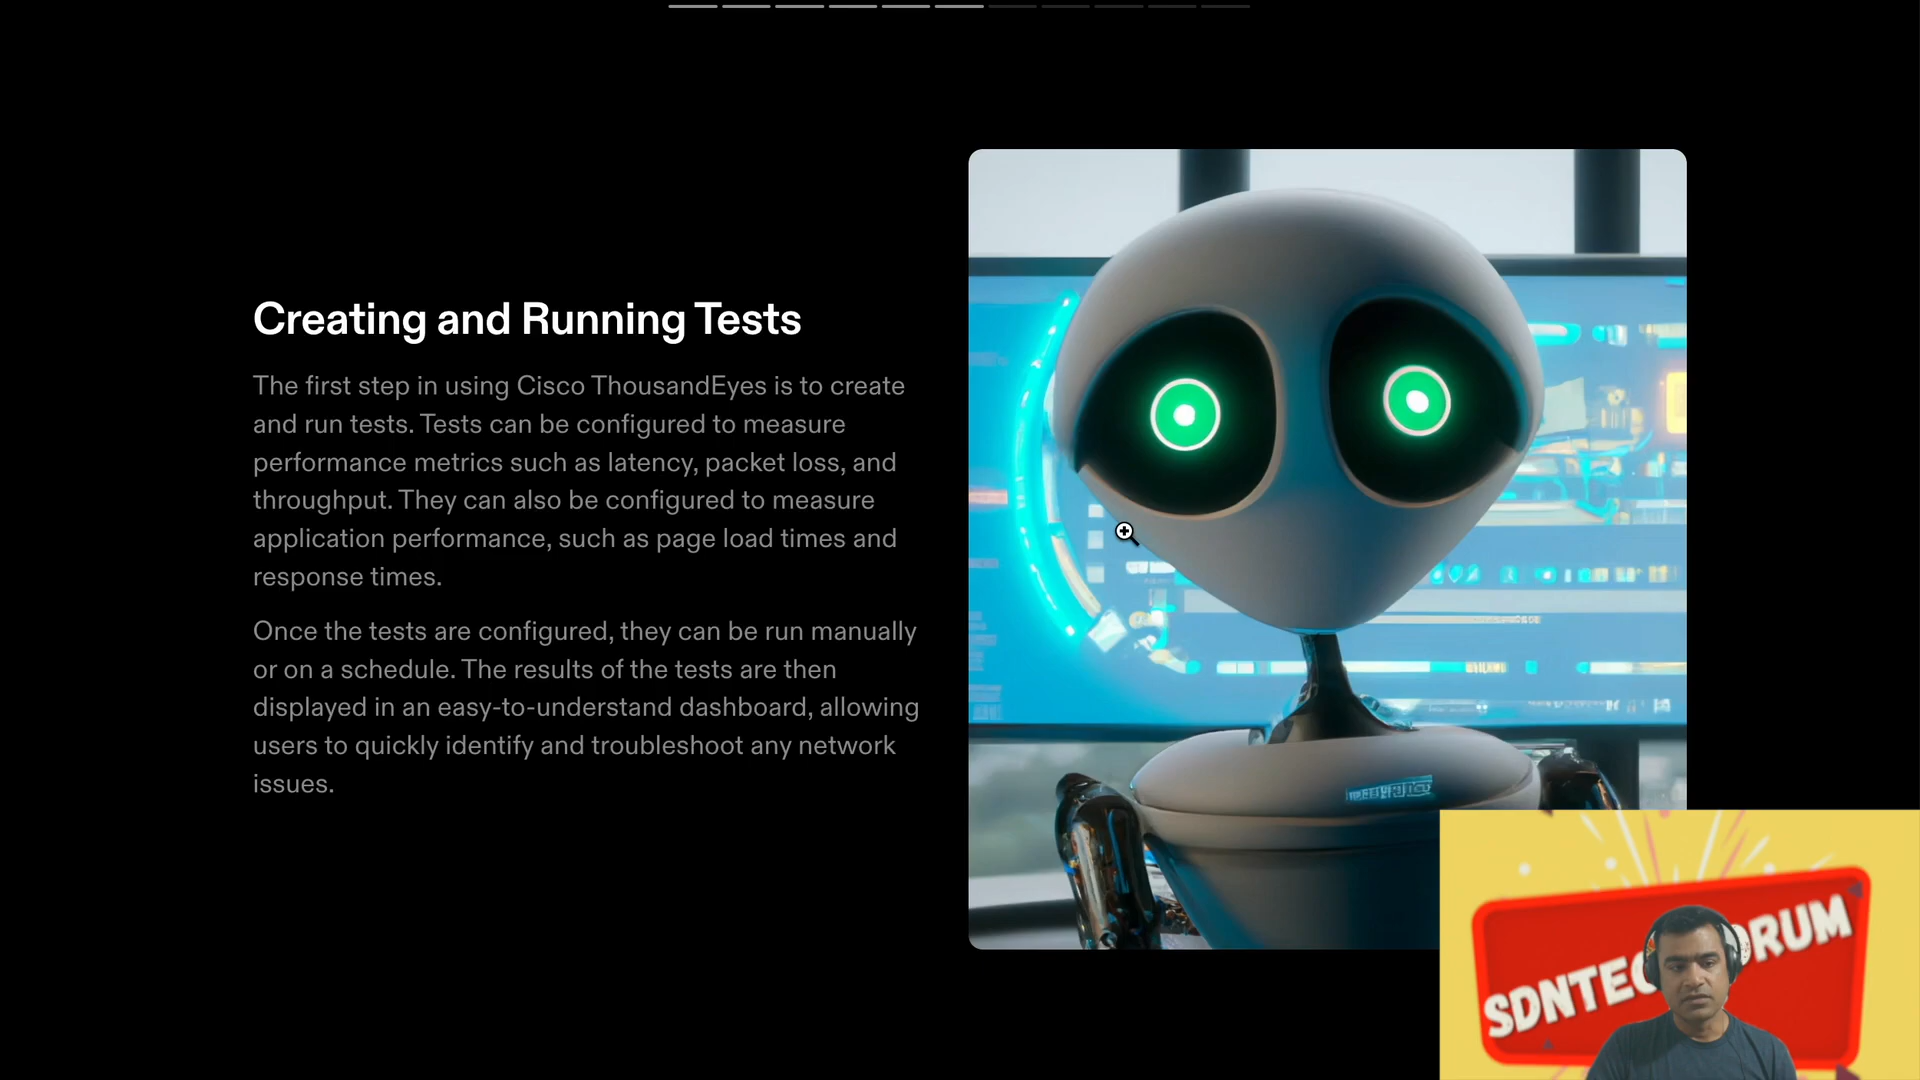 Creating and Running Tests
The first step in using Cisco ThousandEyes is to create
and run tests. Tests can be configured to measure
performance metrics such as latency, packet loss, and
throughput. They can also be configured to measure
application performance, such as page load times and
response times.
Once the tests are configured, they can be run manually
or on a schedule. The results of the tests are then
displayed in an easy-to-understand dashboard, allowing
users to quickly identify and troubleshoot any network
issues.